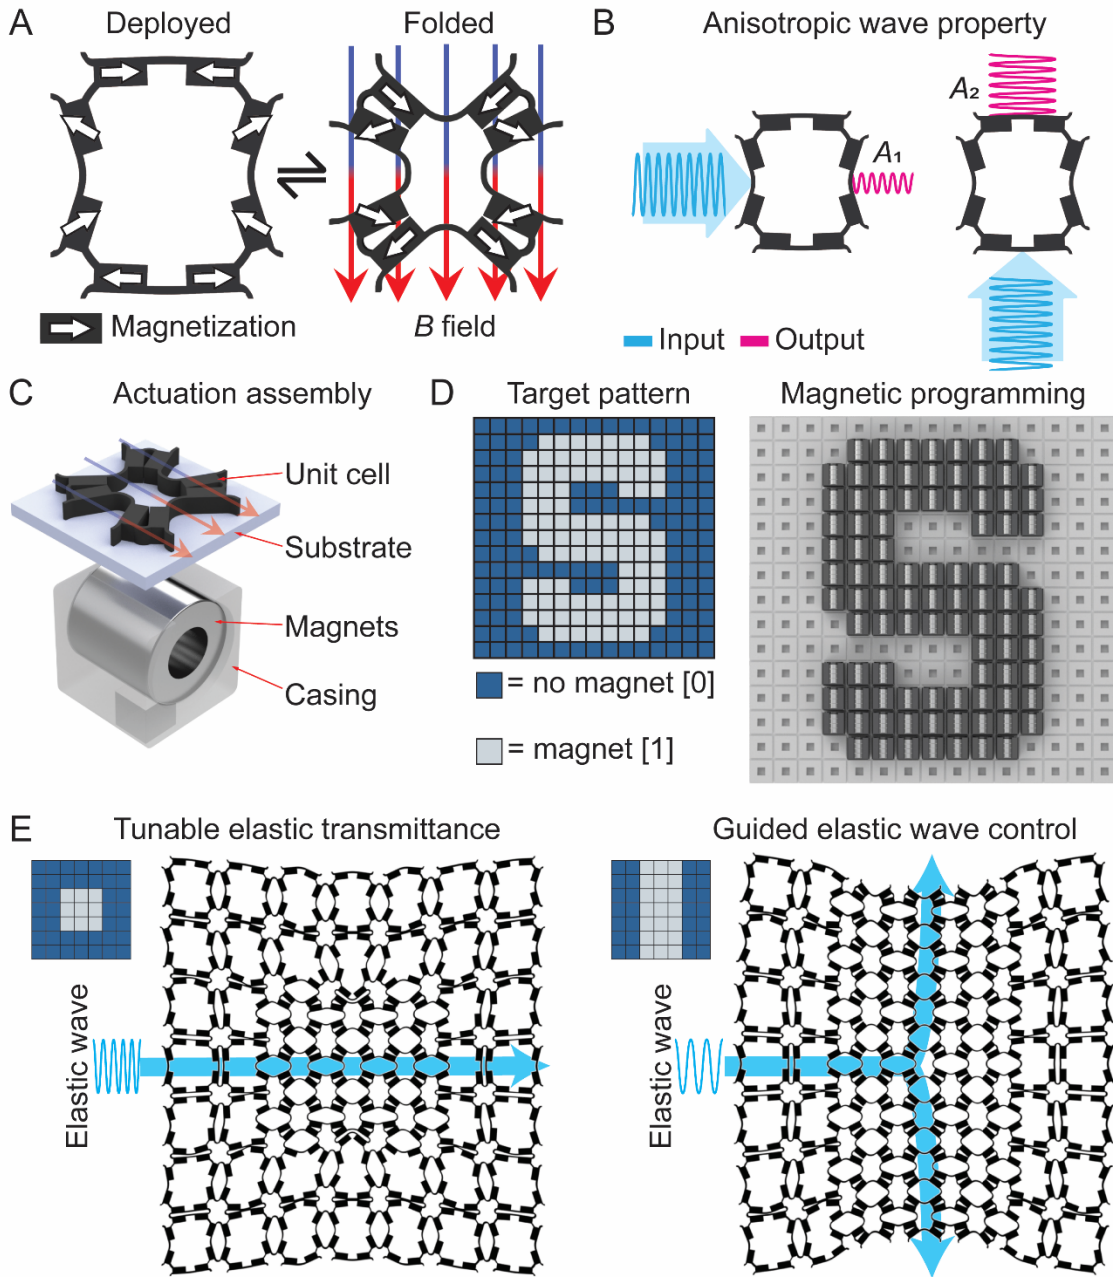 A
Deployed
Folded
Magnetization
B field
B
Anisotropic wave property
A₂
A₁
Input
Output
C
Actuation assembly
Unit cell
Substrate
Magnets
Casing
D
Target pattern
Magnetic programming
= no magnet [0]
= magnet [1]
E
Tunable elastic transmittance
Guided elastic wave control
Elastic wave
Elastic wave